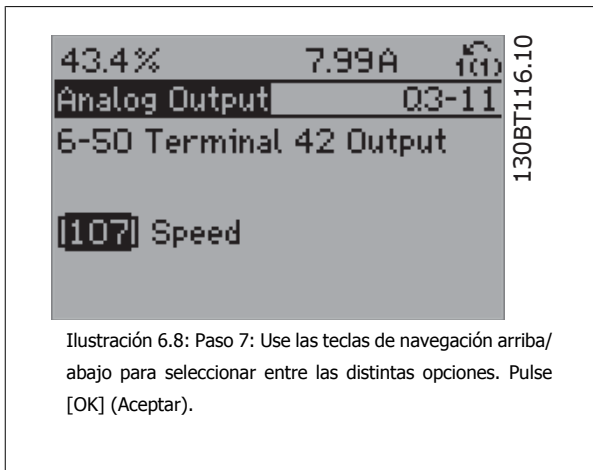 43.4% 7.99A 1(1)
Analog Output Q3-11
6-50 Terminal 42 Output
[107] Speed
130BT116.10
Ilustración 6.8: Paso 7: Use las teclas de navegación arriba/
abajo para seleccionar entre las distintas opciones. Pulse
[OK] (Aceptar).